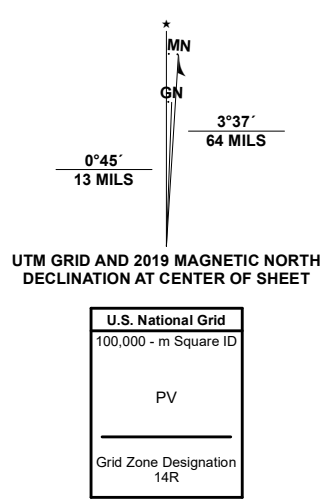 ★
MN
GN
3°37´
64 MILS
0°45´
13 MILS
UTM GRID AND 2019 MAGNETIC NORTH
DECLINATION AT CENTER OF SHEET
U.S. National Grid
100,000 - m Square ID
PV
Grid Zone Designation
14R